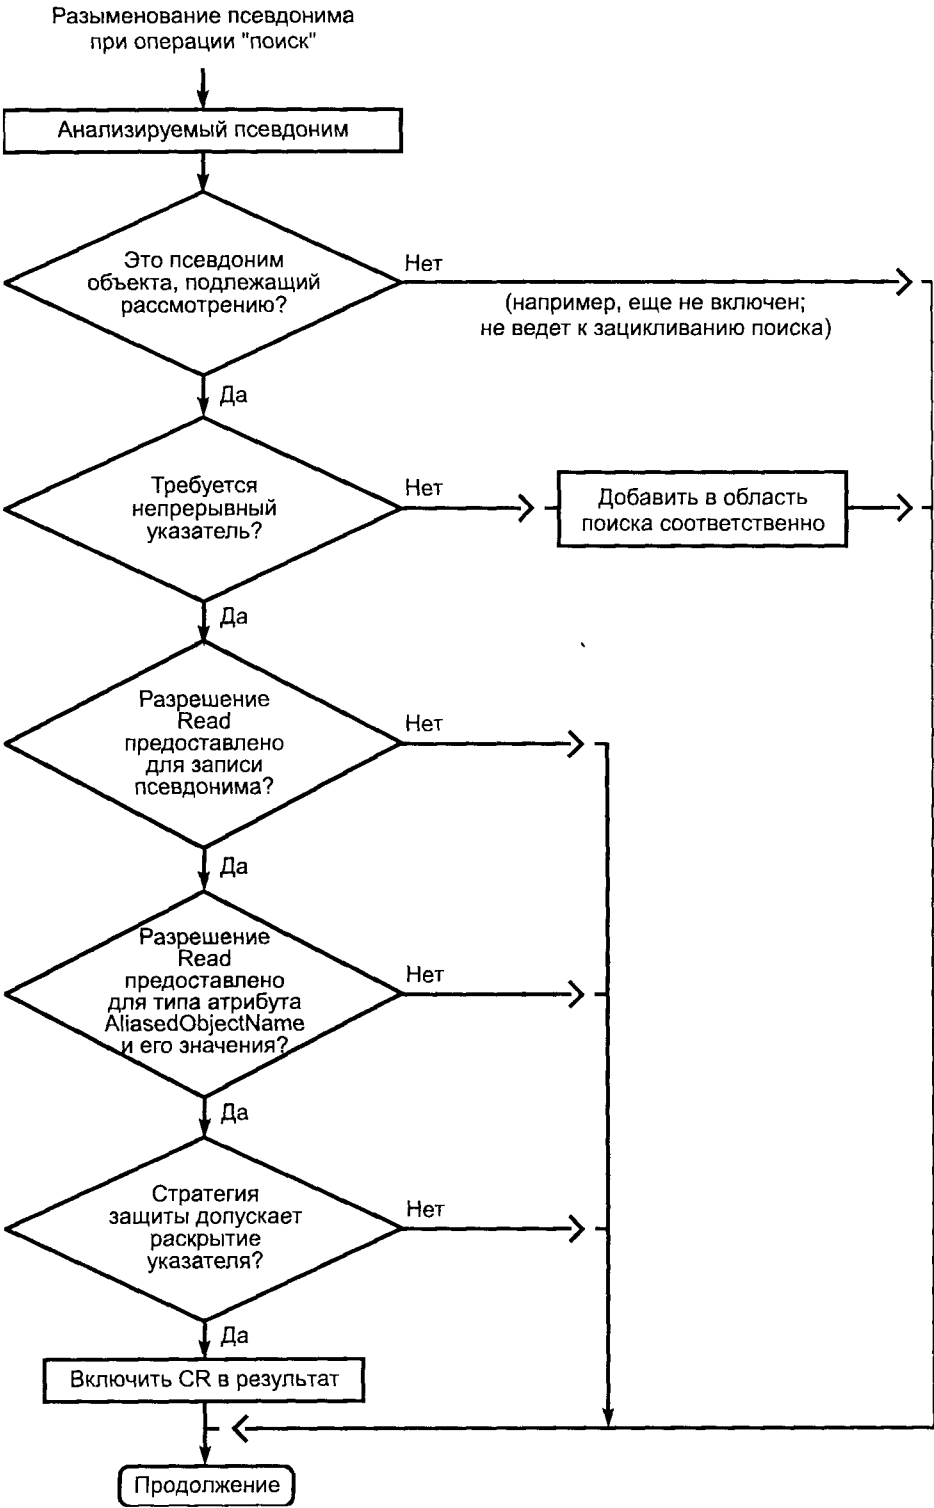 Разыменование псевдонима
при операции "поиск"
Анализируемый псевдоним
Это псевдоним
объекта, подлежащий
рассмотрению?
Нет
(например, еще не включен;
не ведет к зацикливанию поиска)
Да
Требуется
непрерывный
указатель?
Нет
Добавить в область
поиска соответственно
Да
Разрешение
Read
предоставлено
для записи
псевдонима?
Нет
Да
Разрешение
Read
предоставлено
для типа атрибута
AliasedObjectName
и его значения?
Нет
Да
Стратегия
защиты допускает
раскрытие
указателя?
Нет
Да
Включить CR в результат
Продолжение